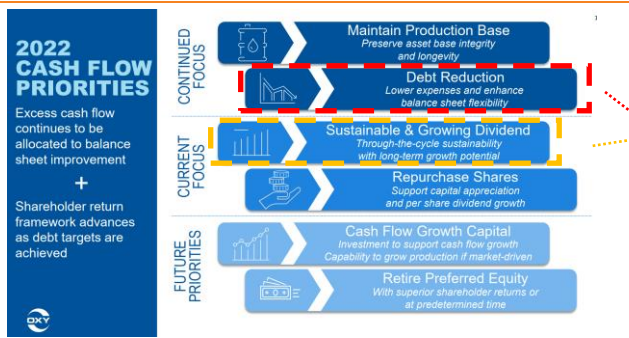 1
2022
CASH FLOW
PRIORITIES
Excess cash flow
continues to be
allocated to balance
sheet improvement
+
Shareholder return
framework advances
as debt targets are
achieved
OXY
CONTINUED
FOCUS
Maintain Production Base
Preserve asset base integrity
and longevity
Debt Reduction
Lower expenses and enhance
balance sheet flexibility
CURRENT
FOCUS
Sustainable & Growing Dividend
Through-the-cycle sustainability
with long-term growth potential
Repurchase Shares
Support capital appreciation
and per share dividend growth
FUTURE
PRIORITIES
Cash Flow Growth Capital
Investment to support cash flow growth
Capability to grow production if market-driven
Retire Preferred Equity
With superior shareholder returns or
at predetermined time